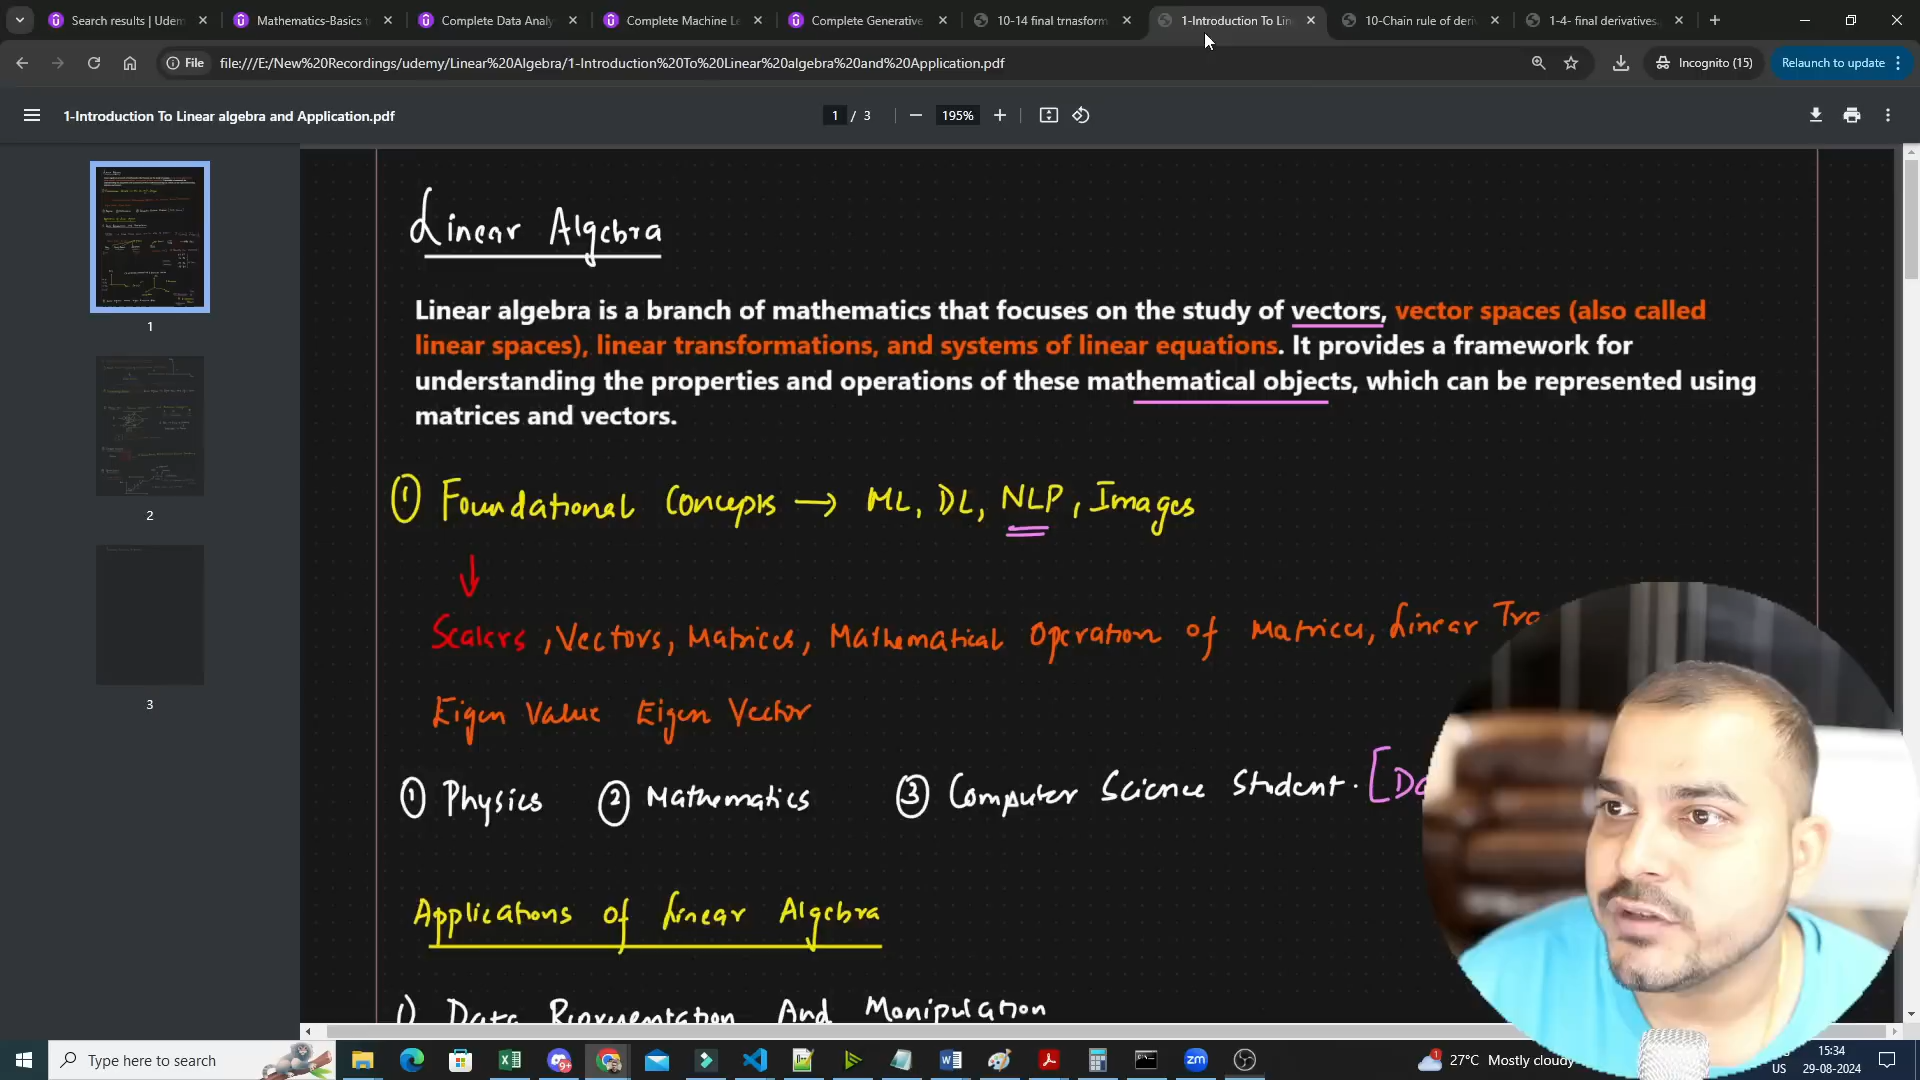 Search results | Udem
Mathematics-Basics t
Complete Data Analy
Complete Machine Le
Complete Generative
10-14 final trnasform
1-Introduction To Lin
10-Chain rule of deri
1-4- final derivatives.
File file:///E:/New%20Recordings/udemy/Linear%20Algebra/1-Introduction%20To%20Linear%20algebra%20and%20Application.pdf
Incognito (15)
Relaunch to update
1-Introduction To Linear algebra and Application.pdf
1 / 3
195%
1
2
3
Linear Algebra
Linear algebra is a branch of mathematics that focuses on the study of vectors, vector spaces (also called
linear spaces), linear transformations, and systems of linear equations. It provides a framework for
understanding the properties and operations of these mathematical objects, which can be represented using
matrices and vectors.
① Foundational Concepts → ML, DL, NLP, Images
↓
Scalers, Vectors, Matrices, Mathematical Operation of Matrices, Linear Tra
Eigen Value Eigen Vector
① Physics ② Mathematics ③ Computer Science Student. [Da
Applications of Linear Algebra
1) Data Representation And Manipulation
Type here to search
27°C Mostly cloudy
15:34
US 29-08-2024